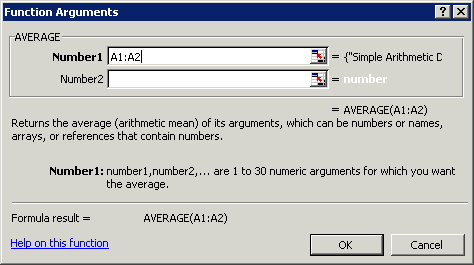 Function Arguments
AVERAGE
Number1 A1:A2 = {"Simple Arithmetic D
Number2 = number
= AVERAGE(A1:A2)
Returns the average (arithmetic mean) of its arguments, which can be numbers or names,
arrays, or references that contain numbers.
Number1: number1,number2,... are 1 to 30 numeric arguments for which you want
the average.
Formula result = AVERAGE(A1:A2)
Help on this function OK Cancel